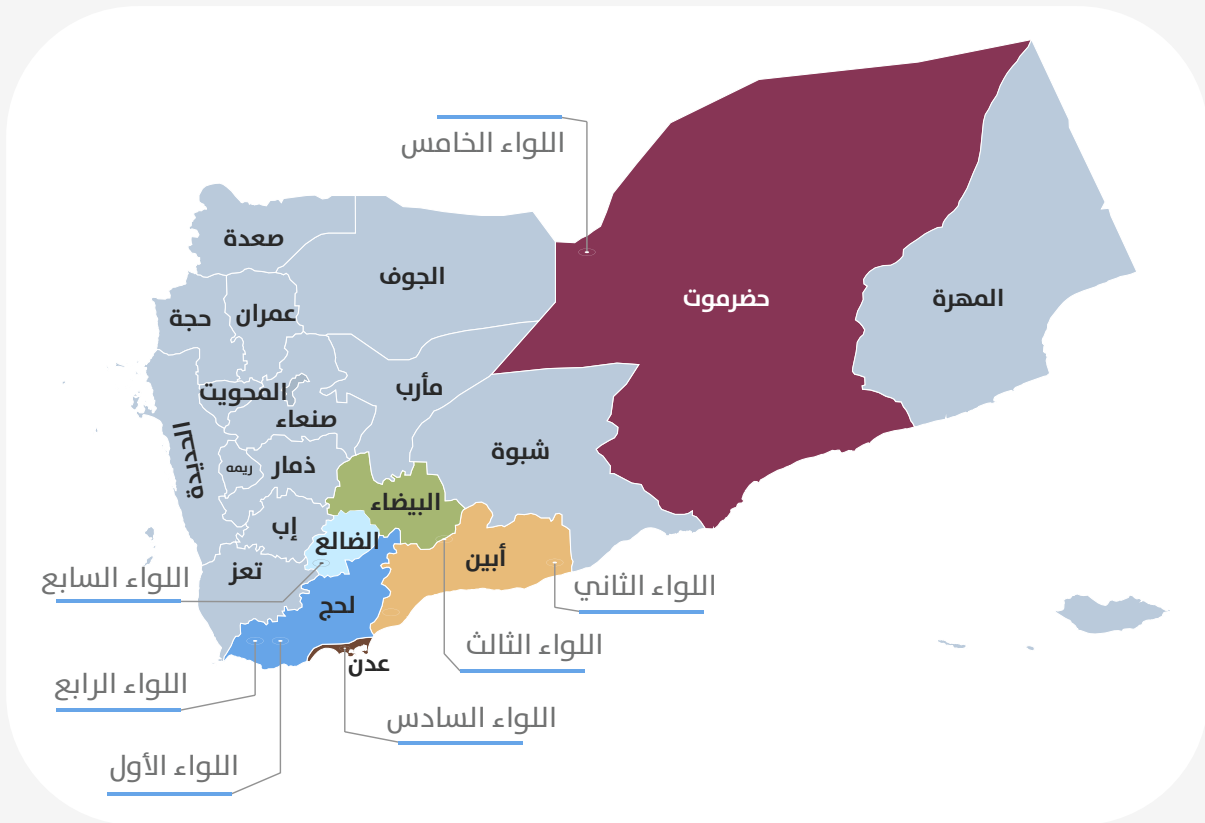 اللواء الخامس
صعدة
الجوف
حضرموت
المهرة
حجة
عمران
المحويت
مأرب
صنعاء
الحديدة
ريمه
ذمار
شبوة
البيضاء
إب
الضالع
أبين
تعز
اللواء السابع
لحج
اللواء الثاني
اللواء الثالث
عدن
اللواء الرابع
اللواء السادس
اللواء الأول